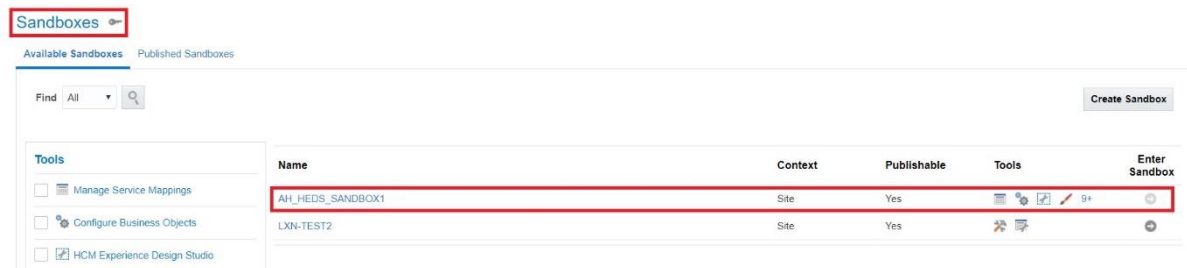 Sandboxes
Available Sandboxes Published Sandboxes
Find All
Create Sandbox
Tools
Manage Service Mappings
Configure Business Objects
HCM Experience Design Studio
Name Context Publishable Tools Enter Sandbox
AH_HEDS_SANDBOX1 Site Yes 9+
LXN-TEST2 Site Yes